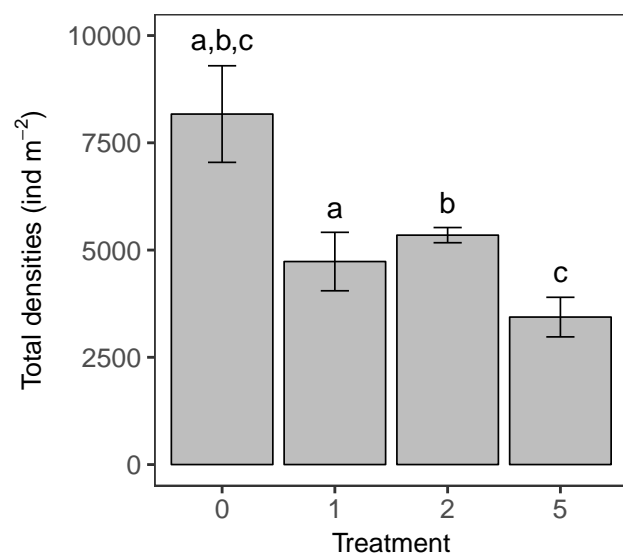 10000
7500
5000
2500
0
Total densities (ind m⁻²)
a,b,c
a
b
c
0 1 2 5
Treatment